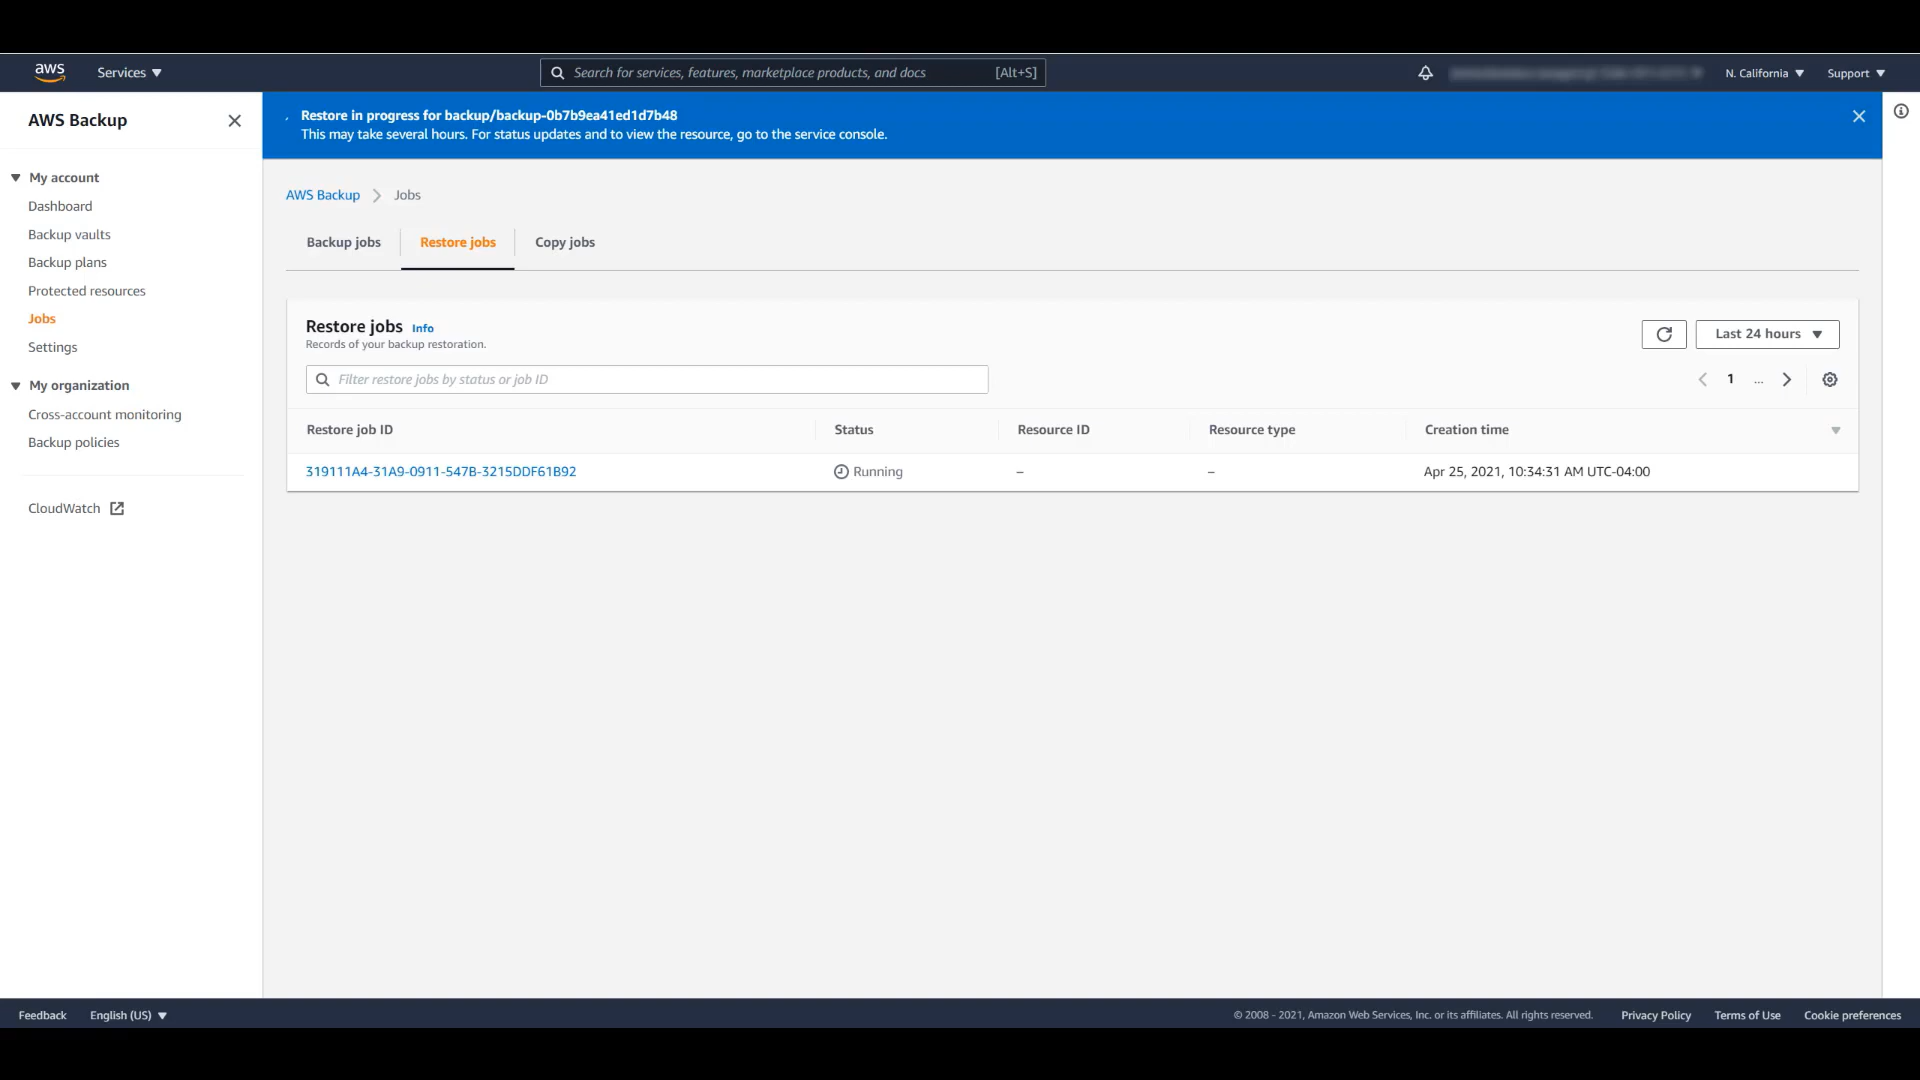 aws
Services
Search for services, features, marketplace products, and docs
[Alt+S]
N. California
Support
AWS Backup
My account
Dashboard
Backup vaults
Backup plans
Protected resources
Jobs
Settings
My organization
Cross-account monitoring
Backup policies
CloudWatch
Restore in progress for backup/backup-0b7b9ea41ed1d7b48
This may take several hours. For status updates and to view the resource, go to the service console.
AWS Backup
Jobs
Backup jobs
Restore jobs
Copy jobs
Restore jobs Info
Records of your backup restoration.
Last 24 hours
Filter restore jobs by status or job ID
1 ...
Restore job ID
Status
Resource ID
Resource type
Creation time
319111A4-31A9-0911-547B-3215DDF61B92
Running
–
–
Apr 25, 2021, 10:34:31 AM UTC-04:00
Feedback
English (US)
© 2008 - 2021, Amazon Web Services, Inc. or its affiliates. All rights reserved.
Privacy Policy
Terms of Use
Cookie preferences